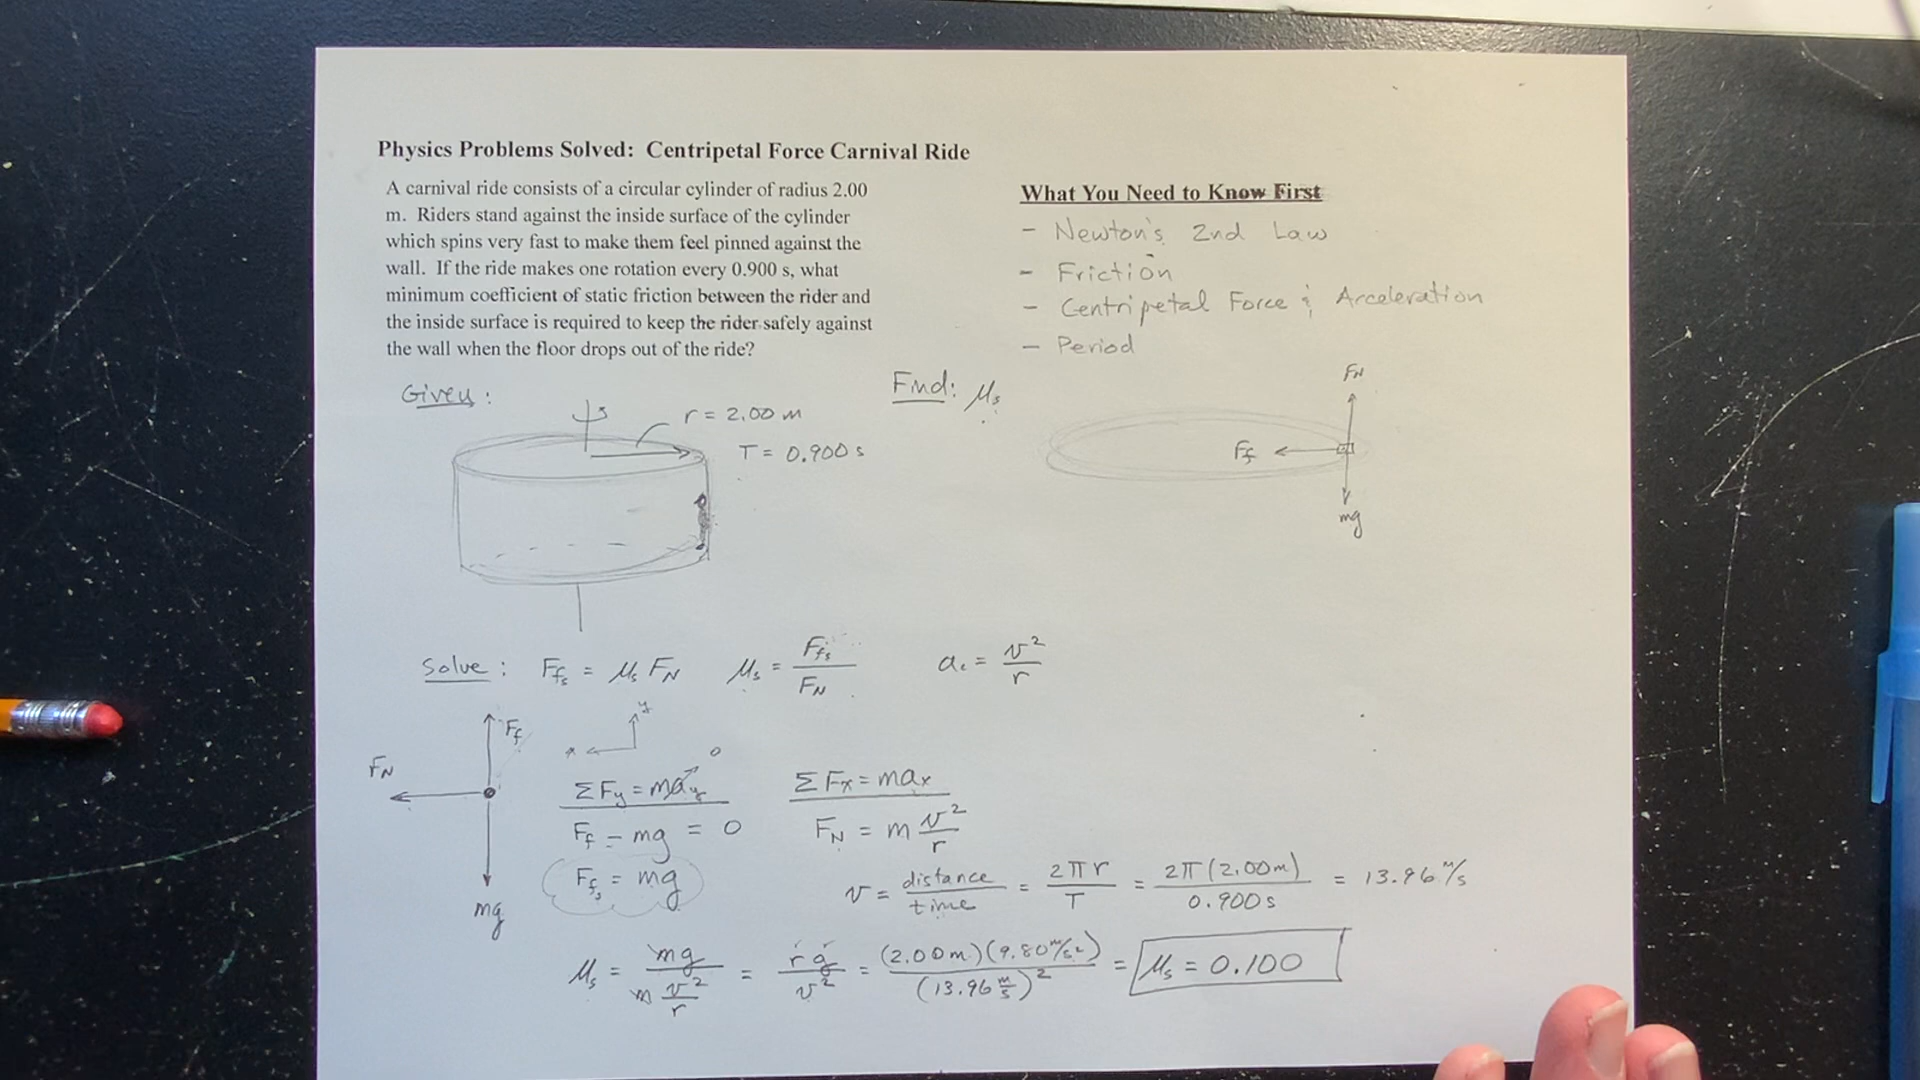 Physics Problems Solved: Centripetal Force Carnival Ride
A carnival ride consists of a circular cylinder of radius 2.00
m. Riders stand against the inside surface of the cylinder
which spins very fast to make them feel pinned against the
wall. If the ride makes one rotation every 0.900 s, what
minimum coefficient of static friction between the rider and
the inside surface is required to keep the rider safely against
the wall when the floor drops out of the ride?
What You Need to Know First
- Newton's 2nd Law
- Friction
- Centripetal Force & Acceleration
- Period
Given:
r = 2.00 m
T = 0.900 s
Find: μs
FN
Ff
mg
Solve: Ffs = μs FN μs = Ffs / FN ac = v² / r
Ff
FN
mg
y
x
ΣFy = may 0
Ff - mg = 0
Ffs = mg
ΣFx = max
FN = m v² / r
v = distance / time = 2πr / T = 2π(2.00m) / 0.900s = 13.96 m/s
μs = mg / m v²/r = rg / v² = (2.00m)(9.80 m/s²) / (13.96 m/s)² = μs = 0.100